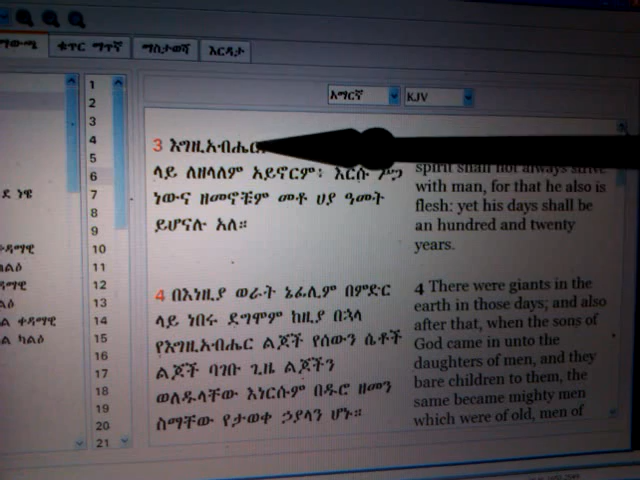 ቁጥር ማጥኛ
ማስታወሻ
እርዳታ
አማርኛ
KJV
1
2
3
4
5
6
7
8
9
10
11
12
13
14
15
16
17
18
19
20
21
3 እግዚአብሔር
ላይ ለዘላለም አይኖርም፥ እርሱ ሥጋ
ነውና ዘመኖቹም መቶ ሀያ ዓመት
ይሆናሉ አለ።
4 በእነዚያ ወራት ኔፊሊም በምድር
ላይ ነበሩ ደግሞም ከዚያ በኋላ
የእግዚአብሔር ልጆች የሰውን ሴቶች
ልጆች ባገቡ ጊዜ ልጆችን
ወለዱላቸው እነርሱም በዱሮ ዘመን
ስማቸው የታወቀ ኃያላን ሆኑ።
spirit shall not always strive
with man, for that he also is
flesh: yet his days shall be
an hundred and twenty
years.
4 There were giants in the
earth in those days; and also
after that, when the sons of
God came in unto the
daughters of men, and they
bare children to them, the
same became mighty men
which were of old, men of